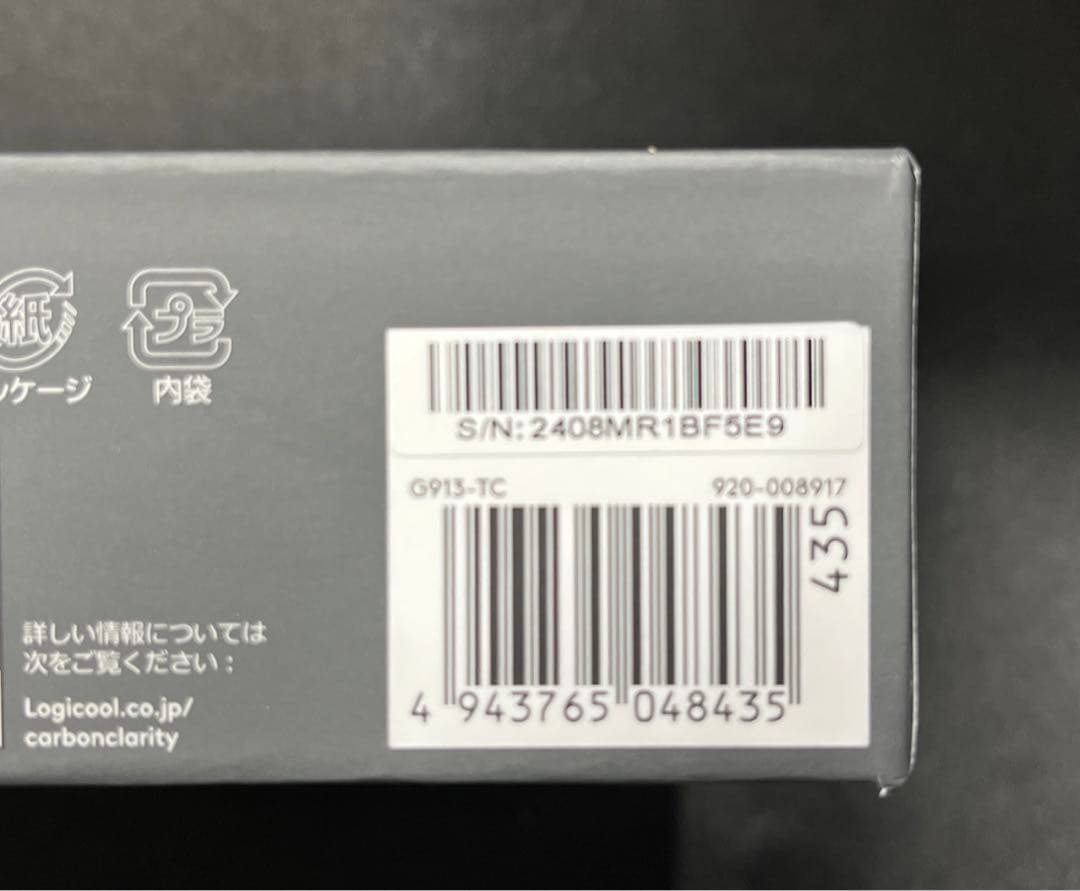 紙
ケージ
プラ
内袋
S/N: 2408MR1BF5E9
G913-TC 920-008917
435
4 943765 048435
詳しい情報については
次をご覧ください：
Logicool.co.jp/
carbonclarity